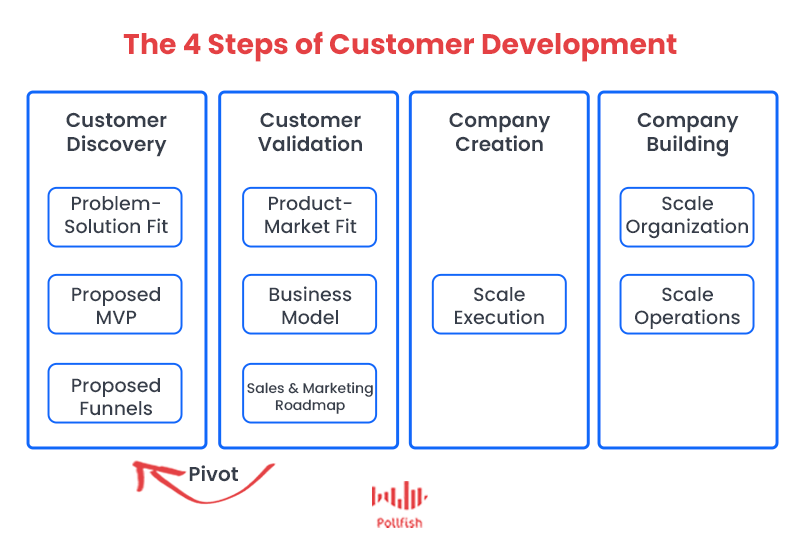 The 4 Steps of Customer Development
Customer
Discovery
Problem-
Solution Fit
Proposed
MVP
Proposed
Funnels
Customer
Validation
Product-
Market Fit
Business
Model
Sales & Marketing
Roadmap
Company
Creation
Scale
Execution
Company
Building
Scale
Organization
Scale
Operations
Pivot
Pollfish